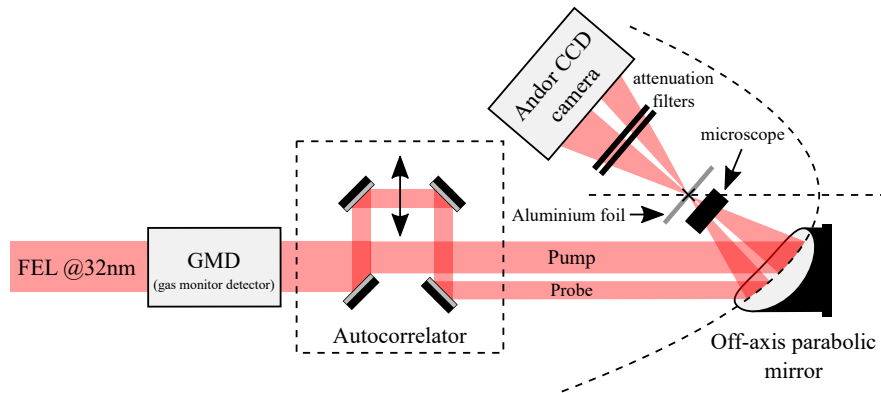 Andor CCD
camera
attenuation
filters
microscope
Aluminium foil
FEL @32nm
GMD
(gas monitor detector)
Pump
Probe
Autocorrelator
Off-axis parabolic
mirror